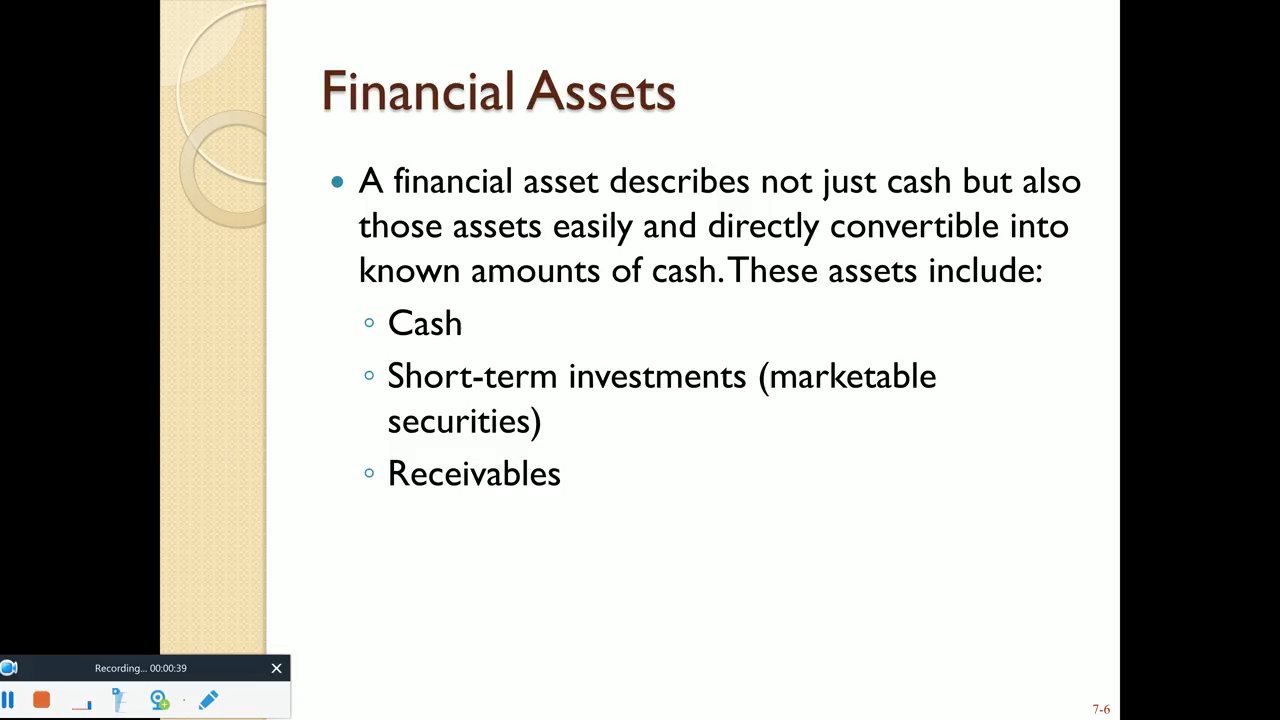 Financial Assets
• A financial asset describes not just cash but also
those assets easily and directly convertible into
known amounts of cash. These assets include:
◦ Cash
◦ Short-term investments (marketable
securities)
◦ Receivables
Recording... 00:00:39
7-6